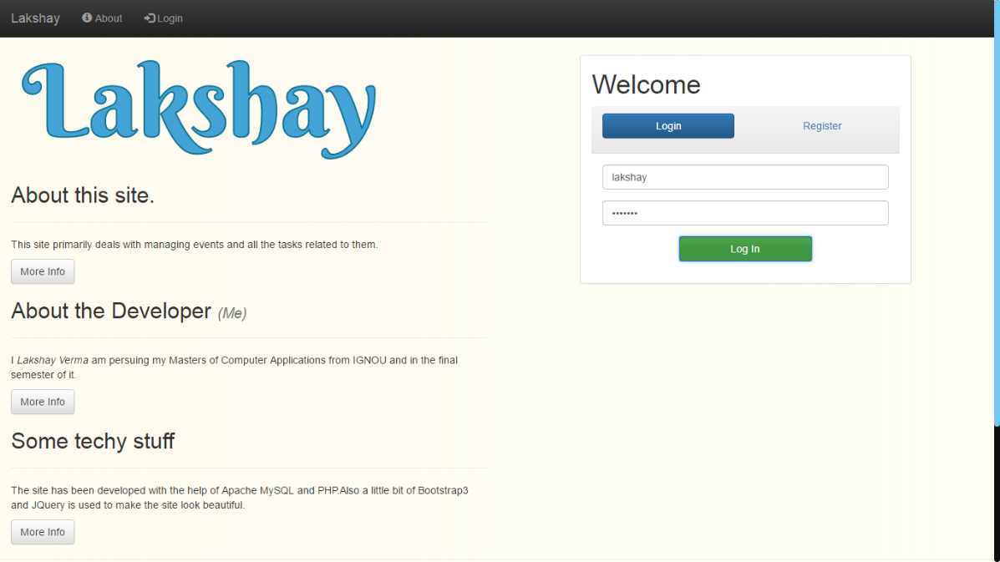 Lakshay About Login
Lakshay
About this site.
This site primarily deals with managing events and all the tasks related to them.
More Info
About the Developer (Me)
I Lakshay Verma am persuing my Masters of Computer Applications from IGNOU and in the final
semester of it.
More Info
Some techy stuff
The site has been developed with the help of Apache MySQL and PHP.Also a little bit of Bootstrap3
and JQuery is used to make the site look beautiful.
More Info
Welcome
Login Register
lakshay
•••••••
Log In